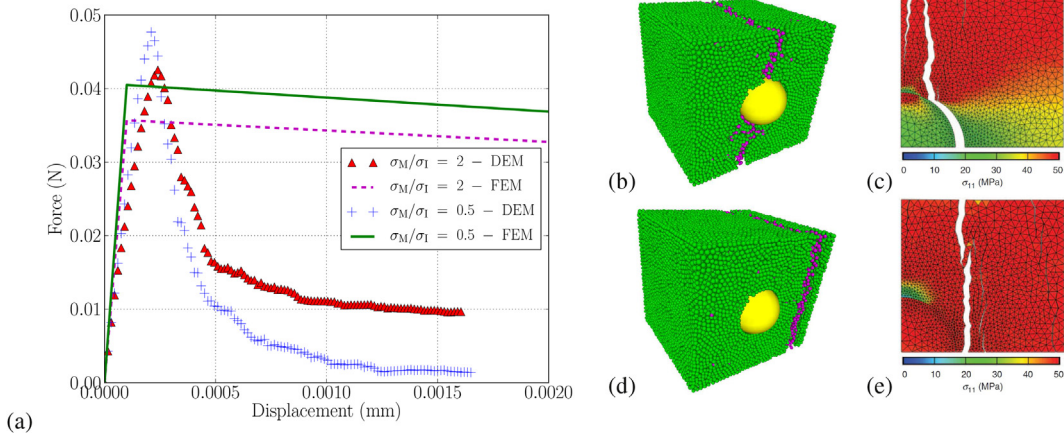 0.05
0.04
0.03
0.02
0.01
0.00
Force (N)
0.0000
0.0005
0.0010
0.0015
0.0020
Displacement (mm)
σM/σI = 2 − DEM
σM/σI = 2 − FEM
σM/σI = 0.5 − DEM
σM/σI = 0.5 − FEM
(a)
(b)
0 10 20 30 40 50
σ11 (MPa)
(c)
(d)
0 10 20 30 40 50
σ11 (MPa)
(e)